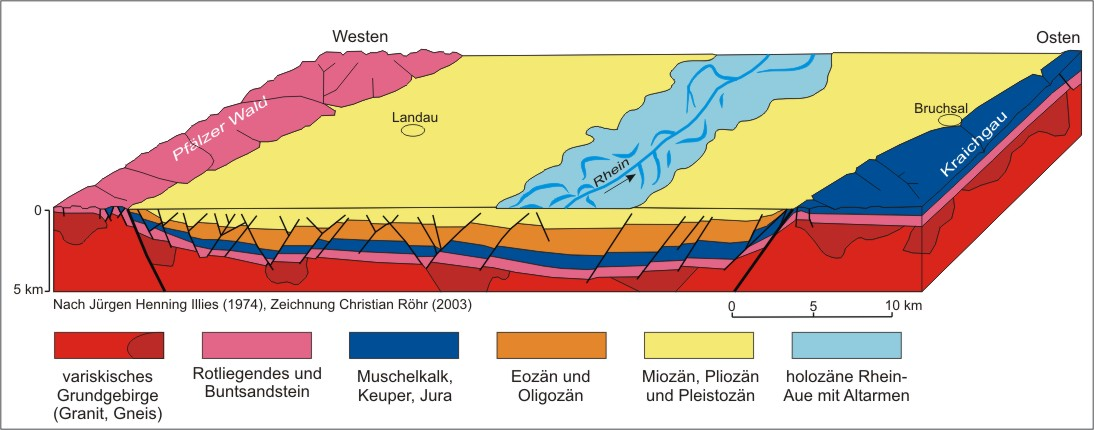 Westen
Osten
Pfälzer Wald
Landau
Rhein
Bruchsal
Kraichgau
0
5 km
Nach Jürgen Henning Illies (1974), Zeichnung Christian Röhr (2003)
0 5 10 km
variskisches
Grundgebirge
(Granit, Gneis)
Rotliegendes und
Buntsandstein
Muschelkalk,
Keuper, Jura
Eozän und
Oligozän
Miozän, Pliozän
und Pleistozän
holozäne Rhein-
Aue mit Altarmen